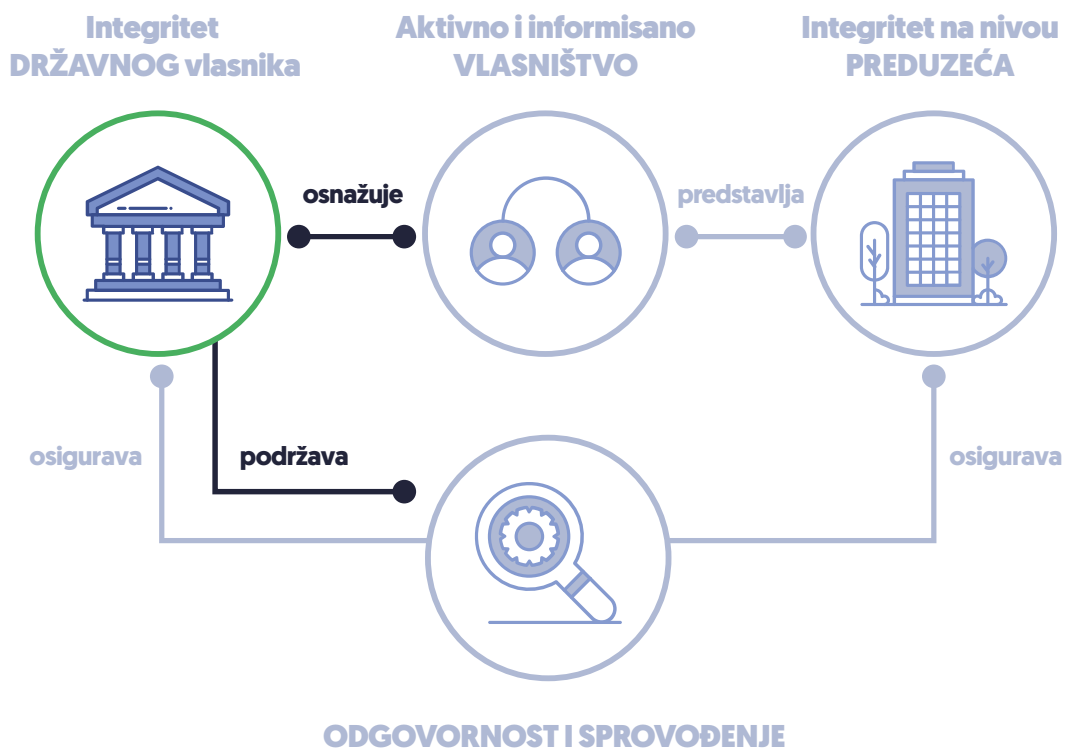 Integritet
DRŽAVNOG vlasnika
Aktivno i informisano
VLASNIŠTVO
Integritet na nivou
PREDUZEĆA
osnažuje
predstavlja
osigurava
podržava
osigurava
ODGOVORNOST I SPROVOĐENJE